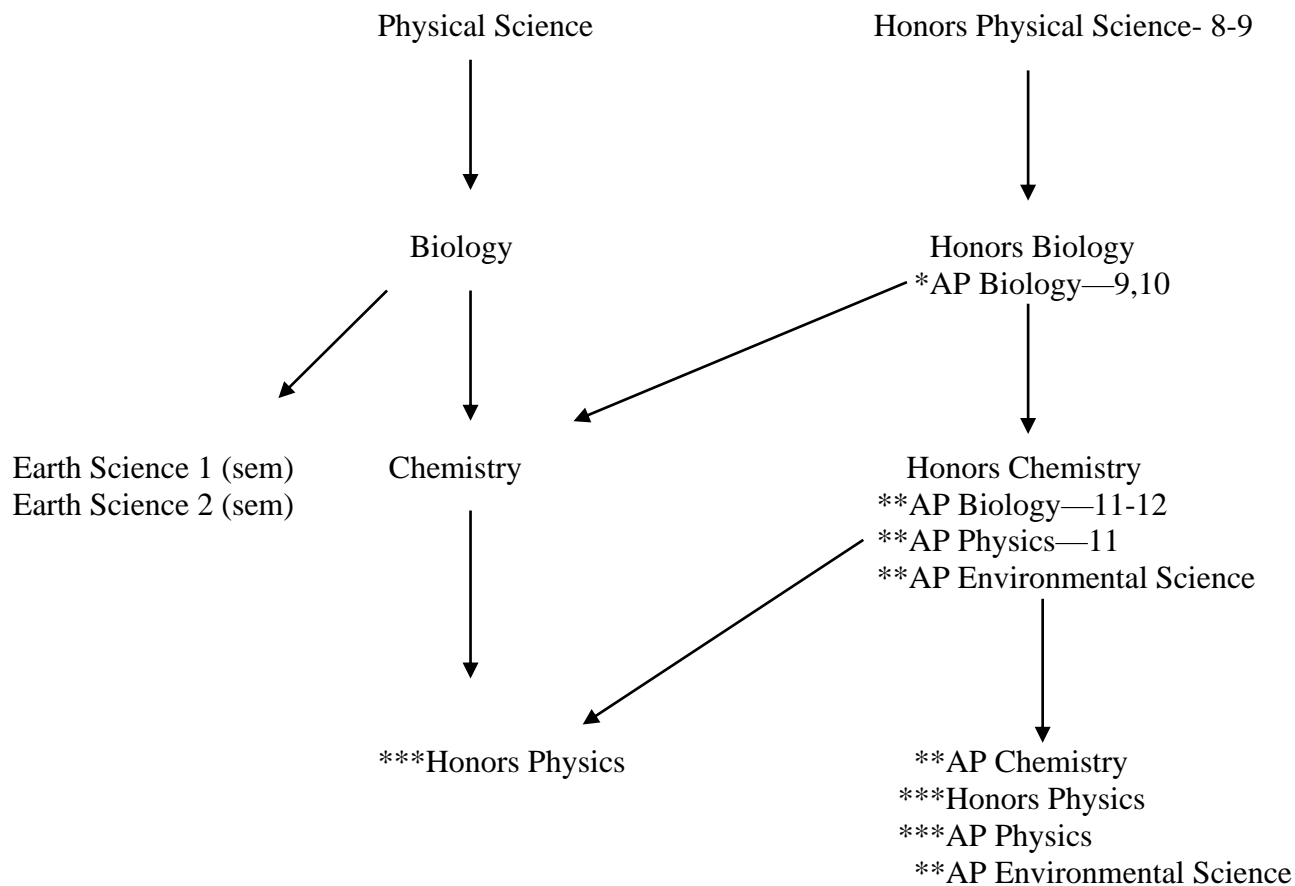 Physical Science
Honors Physical Science- 8-9
Biology
Honors Biology
*AP Biology—9,10
Earth Science 1 (sem)
Earth Science 2 (sem)
Chemistry
Honors Chemistry
**AP Biology—11-12
**AP Physics—11
**AP Environmental Science
***Honors Physics
**AP Chemistry
***Honors Physics
***AP Physics
**AP Environmental Science